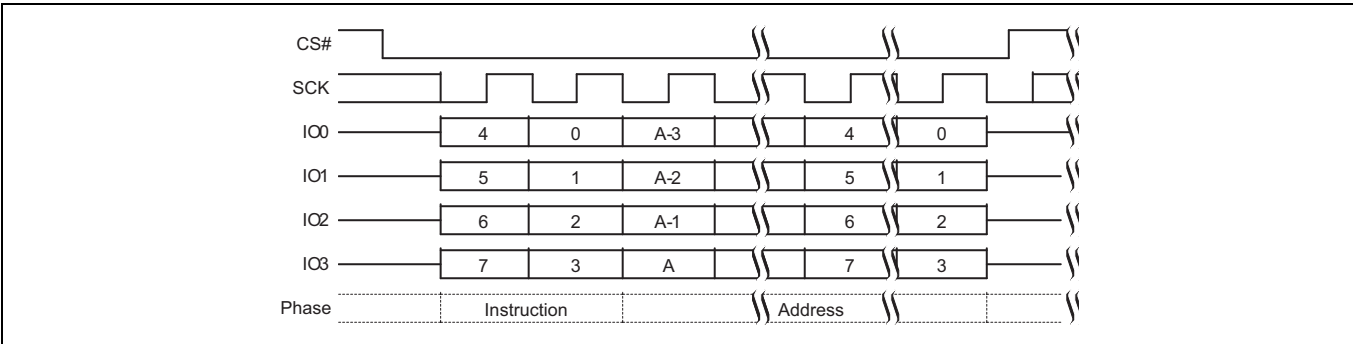 CS#
SCK
IO0 4 0 A-3 4 0
IO1 5 1 A-2 5 1
IO2 6 2 A-1 6 2
IO3 7 3 A 7 3
Phase Instruction Address